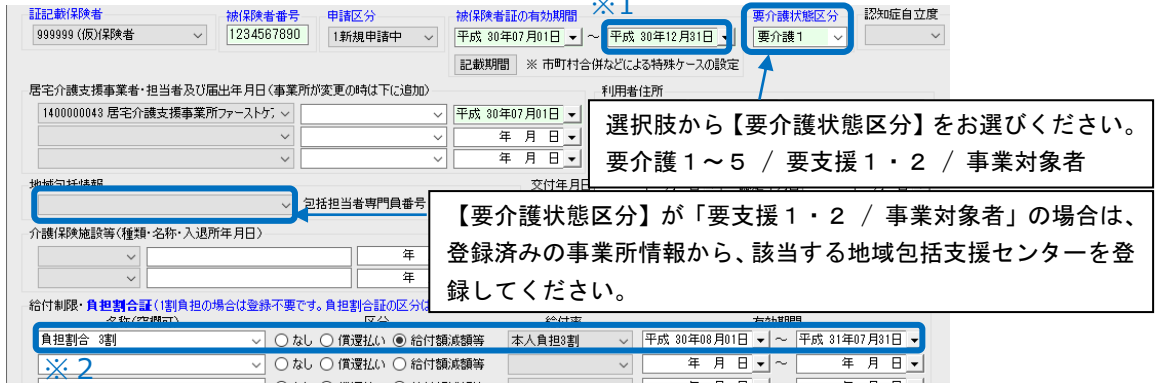 ※1
証記載保険者 被保険者番号 申請区分 被保険者証の有効期間 要介護状態区分 認知症自立度
999999 (仮)保険者 1234567890 1新規申請中 平成 30年07月01日 ~ 平成 30年12月31日 要介護1
記載期間 ※ 市町村合併などによる特殊ケースの設定
居宅介護支援事業者・担当者及び届出年月日(事業所が変更の時は下に追加) 利用者住所
1400000043 居宅介護支援事業所ファーストケア 平成 30年07月01日
年 月 日
年 月 日
選択肢から【要介護状態区分】をお選びください。
要介護1~5 / 要支援1・2 / 事業対象者
地域包括情報 交付年月日
包括担当者専門員番号
【要介護状態区分】が「要支援1・2 / 事業対象者」の場合は、
登録済みの事業所情報から、該当する地域包括支援センターを登
録してください。
介護保険施設等(種類・名称・入退所年月日)
年
年
給付制限・負担割合証(1割負担の場合は登録不要です。負担割合証の区分は
名称(空欄可) 区分 給付率 有効期間
負担割合 3割 なし 償還払い 給付額減額等 本人負担3割 平成 30年08月01日 ~ 平成 31年07月31日
※2 なし 償還払い 給付額減額等 年 月 日 ~ 年 月 日